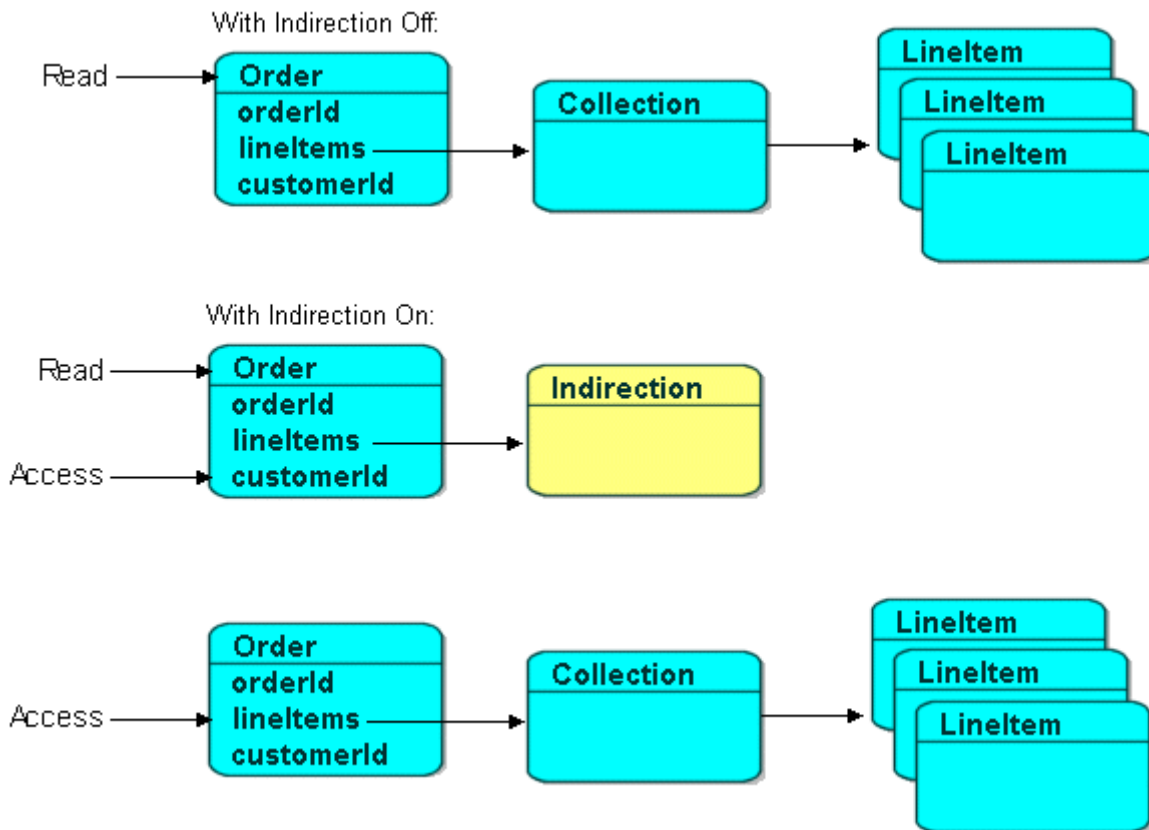 With Indirection Off:
Read
Order
orderId
lineItems
customerId
Collection
LineItem
LineItem
LineItem
With Indirection On:
Read
Access
Order
orderId
lineItems
customerId
Indirection
Access
Order
orderId
lineItems
customerId
Collection
LineItem
LineItem
LineItem